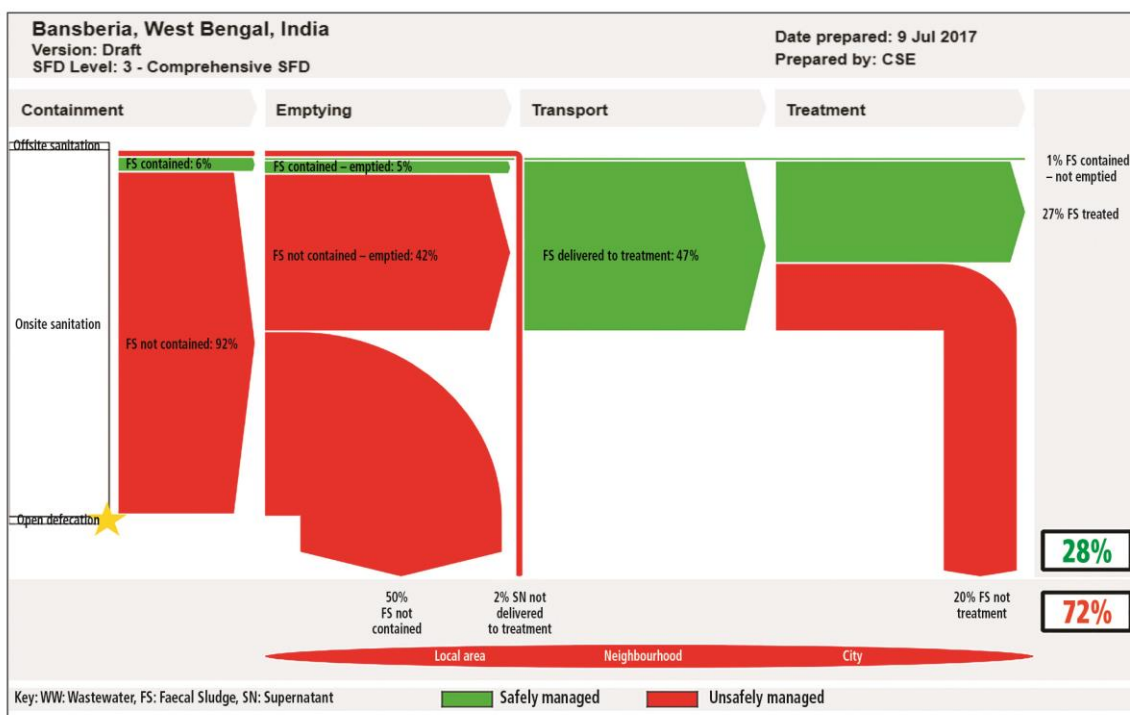 Bansberia, West Bengal, India
Version: Draft
SFD Level: 3 - Comprehensive SFD
Date prepared: 9 Jul 2017
Prepared by: CSE
Containment
Emptying
Transport
Treatment
Offsite sanitation
FS contained: 6%
FS contained – emptied: 5%
1% FS contained
– not emptied
27% FS treated
FS not contained – emptied: 42%
FS delivered to treatment: 47%
Onsite sanitation
FS not contained: 92%
Open defecation
28%
50%
FS not
contained
2% SN not
delivered
to treatment
20% FS not
treatment
72%
Local area
Neighbourhood
City
Key: WW: Wastewater, FS: Faecal Sludge, SN: Supernatant
Safely managed
Unsafely managed